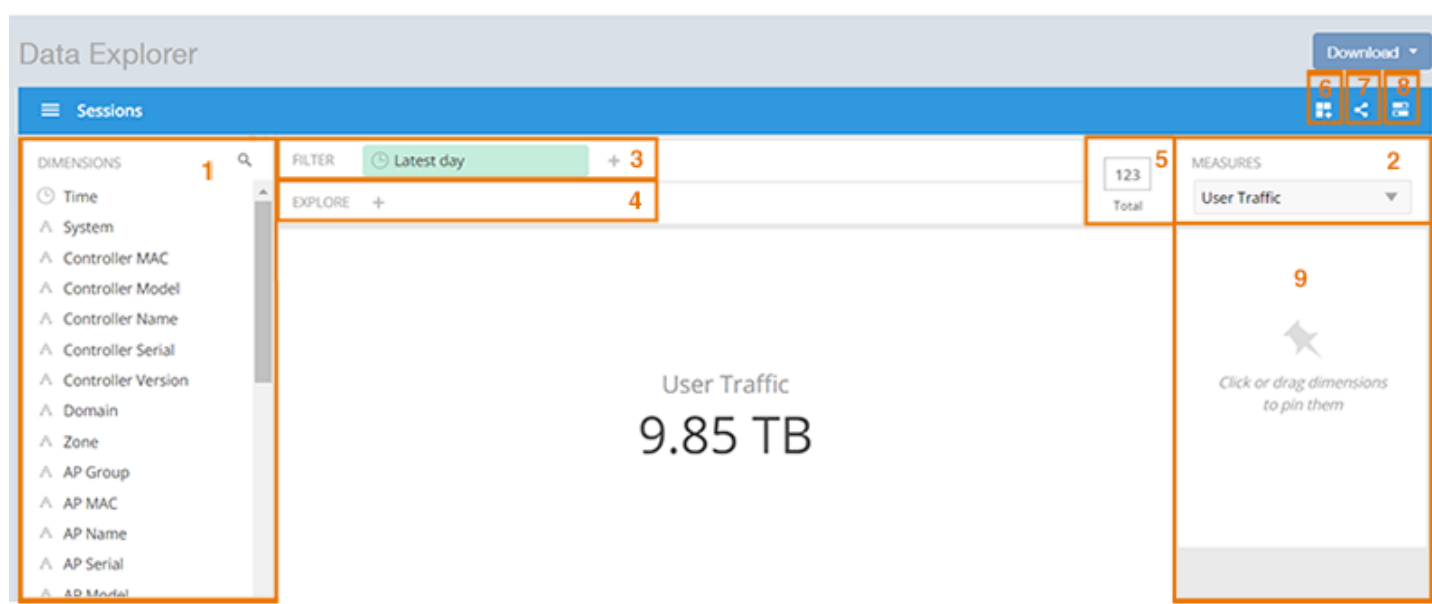 Data Explorer
Download
6 7 8
Sessions
DIMENSIONS
1
Time
System
Controller MAC
Controller Model
Controller Name
Controller Serial
Controller Version
Domain
Zone
AP Group
AP MAC
AP Name
AP Serial
AP Model
FILTER Latest day + 3
EXPLORE + 4
5
123
Total
MEASURES 2
User Traffic
User Traffic
9.85 TB
9
Click or drag dimensions
to pin them